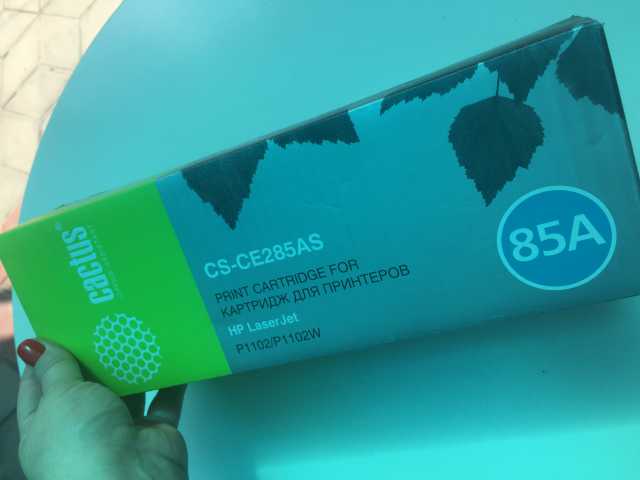 cactus
CS-CE285AS
PRINT CARTRIDGE FOR
КАРТРИДЖ ДЛЯ ПРИНТЕРОВ
HP LaserJet
P1102/P1102W
85A